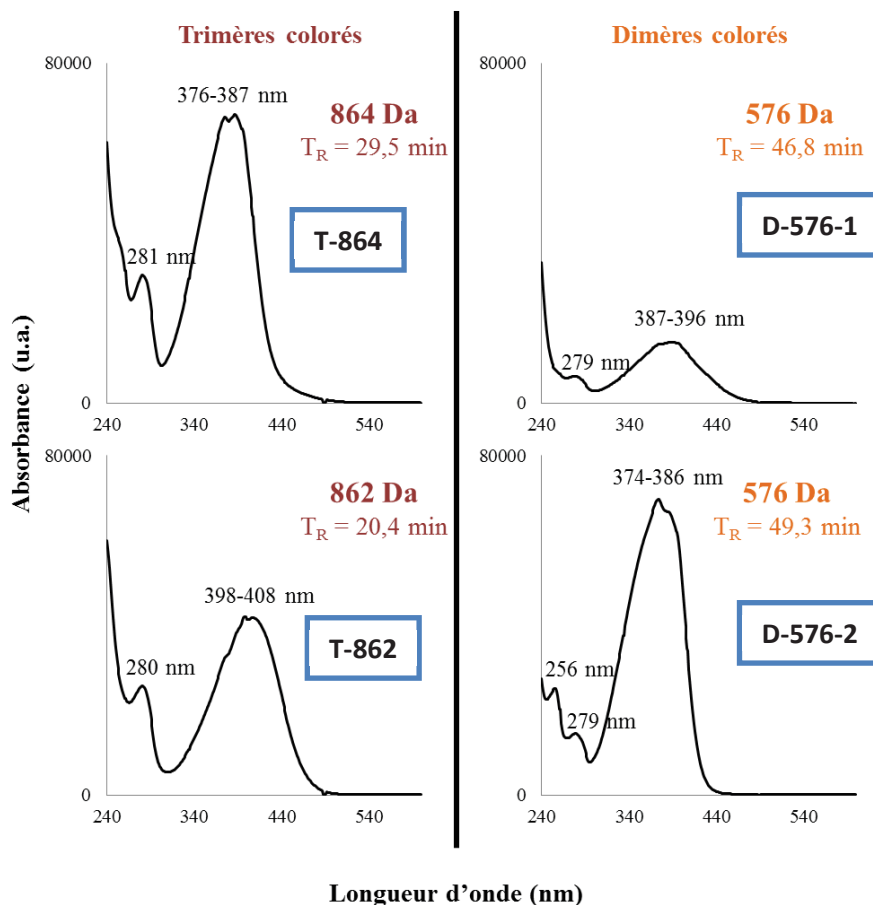 Trimères colorés
Dimères colorés
Absorbance (u.a.)
80000
376-387 nm
864 Da
T_R = 29,5 min
281 nm
T-864
0
240 340 440 540
80000
576 Da
T_R = 46,8 min
D-576-1
387-396 nm
279 nm
0
240 340 440 540
80000
862 Da
T_R = 20,4 min
398-408 nm
280 nm
T-862
0
240 340 440 540
80000
374-386 nm
576 Da
T_R = 49,3 min
D-576-2
256 nm
279 nm
0
240 340 440 540
Longueur d'onde (nm)